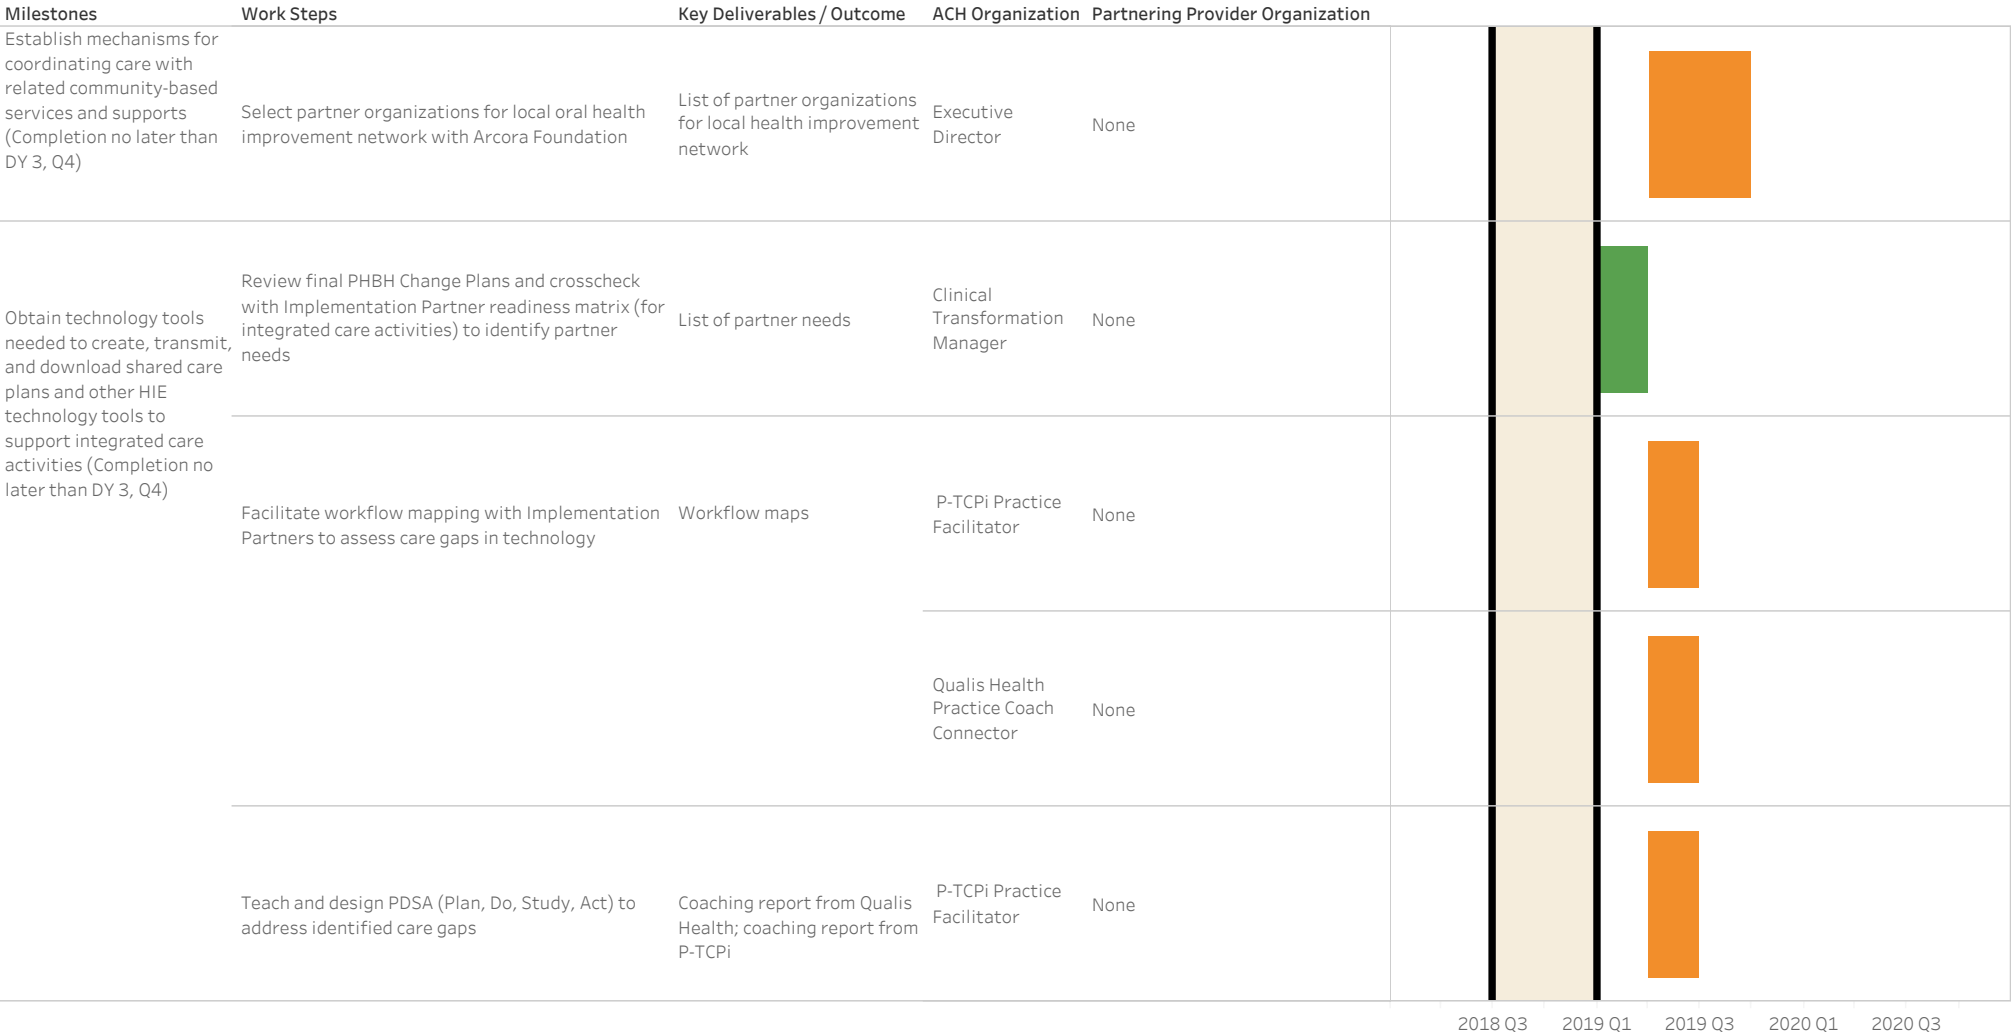 Milestones
Work Steps
Key Deliverables / Outcome
ACH Organization
Partnering Provider Organization
Establish mechanisms for
coordinating care with
related community-based
services and supports
(Completion no later than
DY 3, Q4)
Select partner organizations for local oral health
improvement network with Arcora Foundation
List of partner organizations
for local health improvement
network
Executive
Director
None
Obtain technology tools
needed to create, transmit,
and download shared care
plans and other HIE
technology tools to
support integrated care
activities (Completion no
later than DY 3, Q4)
Review final PHBH Change Plans and crosscheck
with Implementation Partner readiness matrix (for
integrated care activities) to identify partner
needs
List of partner needs
Clinical
Transformation
Manager
None
Facilitate workflow mapping with Implementation
Partners to assess care gaps in technology
Workflow maps
P-TCPi Practice
Facilitator
None
Qualis Health
Practice Coach
Connector
None
Teach and design PDSA (Plan, Do, Study, Act) to
address identified care gaps
Coaching report from Qualis
Health; coaching report from
P-TCPi
P-TCPi Practice
Facilitator
None
2018 Q3
2019 Q1
2019 Q3
2020 Q1
2020 Q3